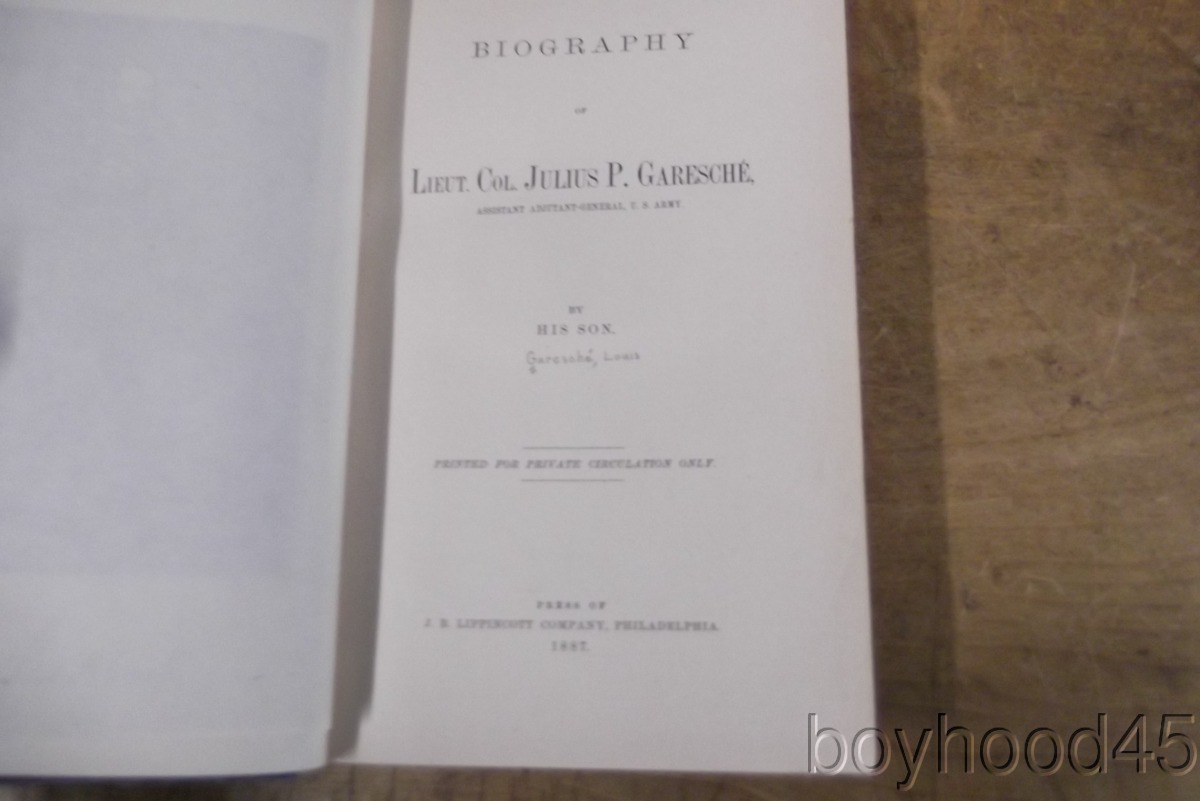 BIOGRAPHY
OF
LIEUT. COL. JULIUS P. GARESCHÉ,
ASSISTANT ADJUTANT-GENERAL, U. S. ARMY.
BY
HIS SON.
Garesché, Louis
PRINTED FOR PRIVATE CIRCULATION ONLY.
PRESS OF
J. B. LIPPINCOTT COMPANY, PHILADELPHIA.
1887.
boyhood45